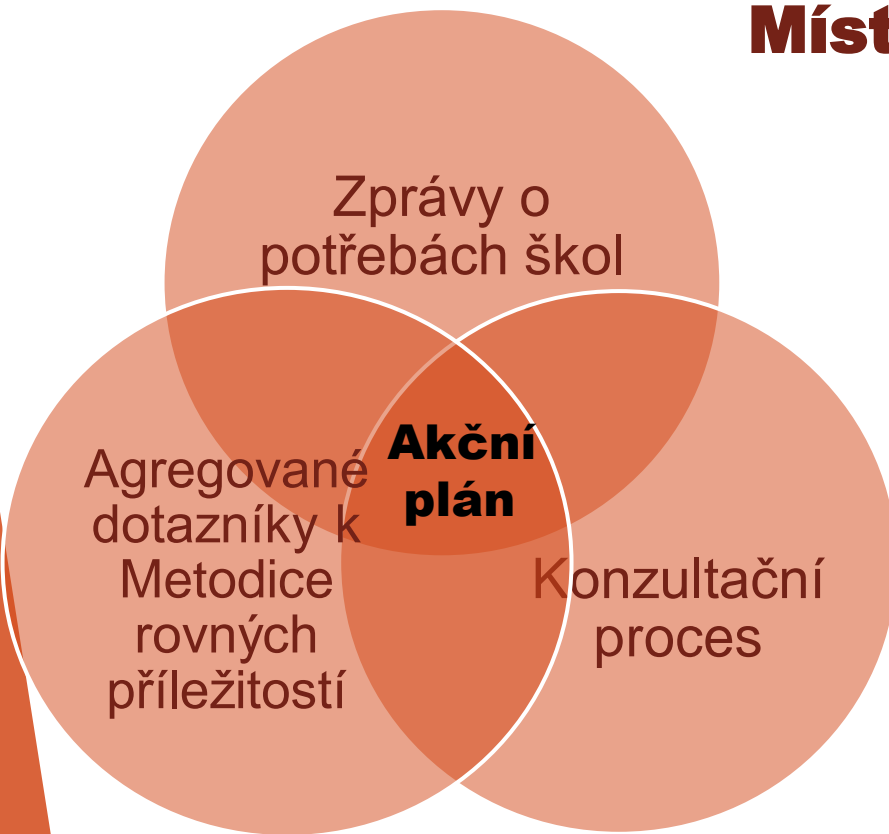 Míst
Zprávy o
potřebách škol
Akční
plán
Agregované
dotazníky k
Metodice
rovných
příležitostí
Konzultační
proces